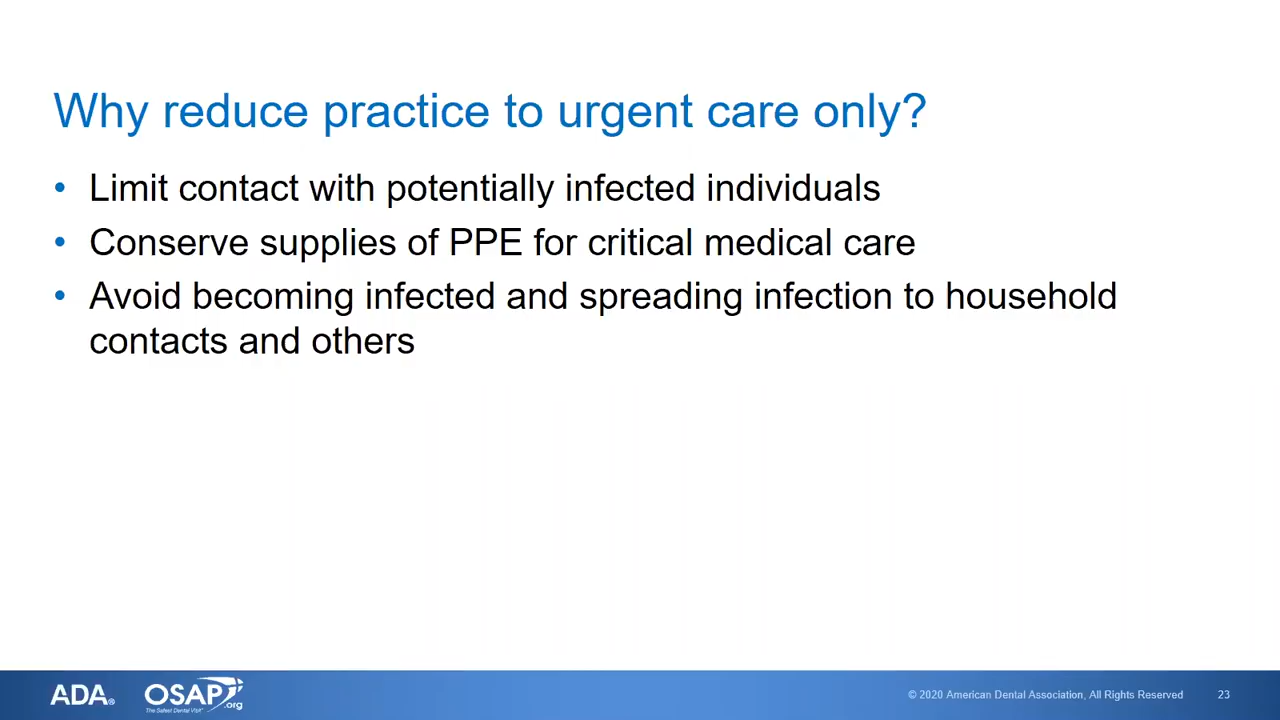 Why reduce practice to urgent care only?
• Limit contact with potentially infected individuals
• Conserve supplies of PPE for critical medical care
• Avoid becoming infected and spreading infection to household
contacts and others
ADA® OSAP.org
The Safest Dental Visit™
© 2020 American Dental Association, All Rights Reserved 23